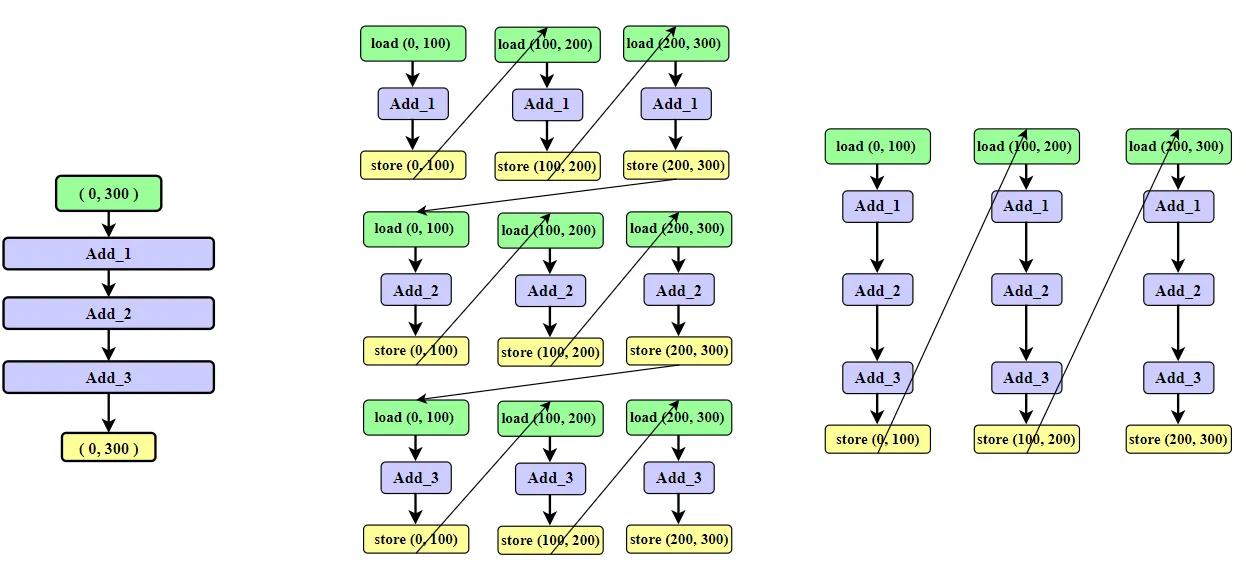 ( 0, 300 )
Add_1
Add_2
Add_3
( 0, 300 )
load (0, 100) load (100, 200) load (200, 300)
Add_1 Add_1 Add_1
store (0, 100) store (100, 200) store (200, 300)
load (0, 100) load (100, 200) load (200, 300)
Add_2 Add_2 Add_2
store (0, 100) store (100, 200) store (200, 300)
load (0, 100) load (100, 200) load (200, 300)
Add_3 Add_3 Add_3
store (0, 100) store (100, 200) store (200, 300)
load (0, 100) load (100, 200) load (200, 300)
Add_1 Add_1 Add_1
Add_2 Add_2 Add_2
Add_3 Add_3 Add_3
store (0, 100) store (100, 200) store (200, 300)